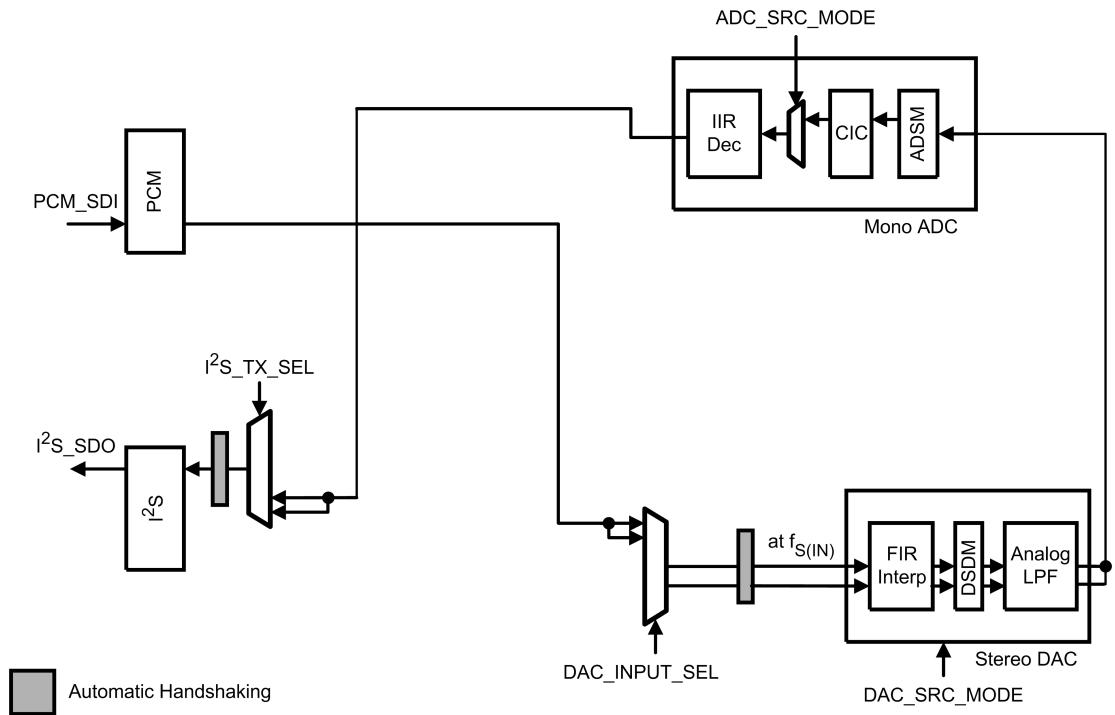 ADC_SRC_MODE
IIR
Dec
CIC
ADSM
Mono ADC
PCM_SDI
PCM
I²S_TX_SEL
I²S_SDO
I²S
at fS(IN)
FIR
Interp
DSDM
Analog
LPF
Stereo DAC
DAC_INPUT_SEL
DAC_SRC_MODE
Automatic Handshaking